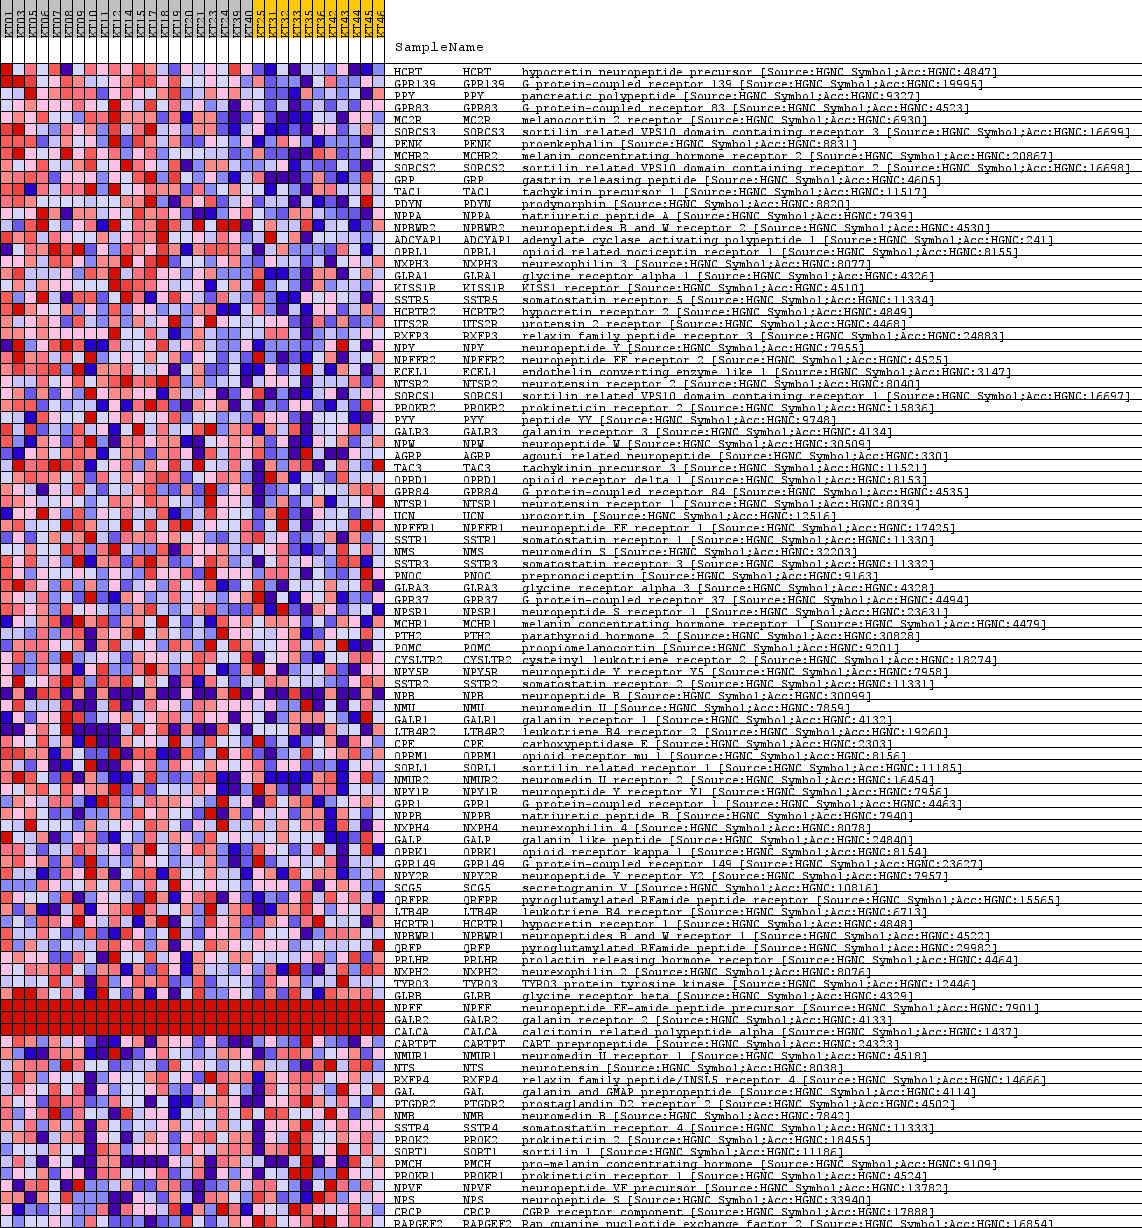 KT01 KT03 KT05 KT06 KT07 KT08 KT09 KT10 KT11 KT12 KT14 KT15 KT17 KT18 KT19 KT20 KT21 KT23 KT24 KT39 KT40 KT25 KT31 KT32 KT33 KT35 KT36 KT42 KT43 KT44 KT45 KT46
SampleName
HCRT HCRT hypocretin neuropeptide precursor [Source:HGNC Symbol;Acc:HGNC:4847]
GPR139 GPR139 G protein-coupled receptor 139 [Source:HGNC Symbol;Acc:HGNC:19995]
PPY PPY pancreatic polypeptide [Source:HGNC Symbol;Acc:HGNC:9327]
GPR83 GPR83 G protein-coupled receptor 83 [Source:HGNC Symbol;Acc:HGNC:4523]
MC2R MC2R melanocortin 2 receptor [Source:HGNC Symbol;Acc:HGNC:6930]
SORCS3 SORCS3 sortilin related VPS10 domain containing receptor 3 [Source:HGNC Symbol;Acc:HGNC:16699]
PENK PENK proenkephalin [Source:HGNC Symbol;Acc:HGNC:8831]
MCHR2 MCHR2 melanin concentrating hormone receptor 2 [Source:HGNC Symbol;Acc:HGNC:20867]
SORCS2 SORCS2 sortilin related VPS10 domain containing receptor 2 [Source:HGNC Symbol;Acc:HGNC:16698]
GRP GRP gastrin releasing peptide [Source:HGNC Symbol;Acc:HGNC:4605]
TAC1 TAC1 tachykinin precursor 1 [Source:HGNC Symbol;Acc:HGNC:11517]
PDYN PDYN prodynorphin [Source:HGNC Symbol;Acc:HGNC:8820]
NPPA NPPA natriuretic peptide A [Source:HGNC Symbol;Acc:HGNC:7939]
NPBWR2 NPBWR2 neuropeptides B and W receptor 2 [Source:HGNC Symbol;Acc:HGNC:4530]
ADCYAP1 ADCYAP1 adenylate cyclase activating polypeptide 1 [Source:HGNC Symbol;Acc:HGNC:241]
OPRL1 OPRL1 opioid related nociceptin receptor 1 [Source:HGNC Symbol;Acc:HGNC:8155]
NXPH3 NXPH3 neurexophilin 3 [Source:HGNC Symbol;Acc:HGNC:8077]
GLRA1 GLRA1 glycine receptor alpha 1 [Source:HGNC Symbol;Acc:HGNC:4326]
KISS1R KISS1R KISS1 receptor [Source:HGNC Symbol;Acc:HGNC:4510]
SSTR5 SSTR5 somatostatin receptor 5 [Source:HGNC Symbol;Acc:HGNC:11334]
HCRTR2 HCRTR2 hypocretin receptor 2 [Source:HGNC Symbol;Acc:HGNC:4849]
UTS2R UTS2R urotensin 2 receptor [Source:HGNC Symbol;Acc:HGNC:4468]
RXFP3 RXFP3 relaxin family peptide receptor 3 [Source:HGNC Symbol;Acc:HGNC:24883]
NPY NPY neuropeptide Y [Source:HGNC Symbol;Acc:HGNC:7955]
NPFFR2 NPFFR2 neuropeptide FF receptor 2 [Source:HGNC Symbol;Acc:HGNC:4525]
ECEL1 ECEL1 endothelin converting enzyme like 1 [Source:HGNC Symbol;Acc:HGNC:3147]
NTSR2 NTSR2 neurotensin receptor 2 [Source:HGNC Symbol;Acc:HGNC:8040]
SORCS1 SORCS1 sortilin related VPS10 domain containing receptor 1 [Source:HGNC Symbol;Acc:HGNC:16697]
PROKR2 PROKR2 prokineticin receptor 2 [Source:HGNC Symbol;Acc:HGNC:15836]
PYY PYY peptide YY [Source:HGNC Symbol;Acc:HGNC:9748]
GALR3 GALR3 galanin receptor 3 [Source:HGNC Symbol;Acc:HGNC:4134]
NPW NPW neuropeptide W [Source:HGNC Symbol;Acc:HGNC:30509]
AGRP AGRP agouti related neuropeptide [Source:HGNC Symbol;Acc:HGNC:330]
TAC3 TAC3 tachykinin precursor 3 [Source:HGNC Symbol;Acc:HGNC:11521]
OPRD1 OPRD1 opioid receptor delta 1 [Source:HGNC Symbol;Acc:HGNC:8153]
GPR84 GPR84 G protein-coupled receptor 84 [Source:HGNC Symbol;Acc:HGNC:4535]
NTSR1 NTSR1 neurotensin receptor 1 [Source:HGNC Symbol;Acc:HGNC:8039]
UCN UCN urocortin [Source:HGNC Symbol;Acc:HGNC:12516]
NPFFR1 NPFFR1 neuropeptide FF receptor 1 [Source:HGNC Symbol;Acc:HGNC:17425]
SSTR1 SSTR1 somatostatin receptor 1 [Source:HGNC Symbol;Acc:HGNC:11330]
NMS NMS neuromedin S [Source:HGNC Symbol;Acc:HGNC:32203]
SSTR3 SSTR3 somatostatin receptor 3 [Source:HGNC Symbol;Acc:HGNC:11332]
PNOC PNOC prepronociceptin [Source:HGNC Symbol;Acc:HGNC:9163]
GLRA3 GLRA3 glycine receptor alpha 3 [Source:HGNC Symbol;Acc:HGNC:4328]
GPR37 GPR37 G protein-coupled receptor 37 [Source:HGNC Symbol;Acc:HGNC:4494]
NPSR1 NPSR1 neuropeptide S receptor 1 [Source:HGNC Symbol;Acc:HGNC:23631]
MCHR1 MCHR1 melanin concentrating hormone receptor 1 [Source:HGNC Symbol;Acc:HGNC:4479]
PTH2 PTH2 parathyroid hormone 2 [Source:HGNC Symbol;Acc:HGNC:30828]
POMC POMC proopiomelanocortin [Source:HGNC Symbol;Acc:HGNC:9201]
CYSLTR2 CYSLTR2 cysteinyl leukotriene receptor 2 [Source:HGNC Symbol;Acc:HGNC:18274]
NPY5R NPY5R neuropeptide Y receptor Y5 [Source:HGNC Symbol;Acc:HGNC:7958]
SSTR2 SSTR2 somatostatin receptor 2 [Source:HGNC Symbol;Acc:HGNC:11331]
NPB NPB neuropeptide B [Source:HGNC Symbol;Acc:HGNC:30099]
NMU NMU neuromedin U [Source:HGNC Symbol;Acc:HGNC:7859]
GALR1 GALR1 galanin receptor 1 [Source:HGNC Symbol;Acc:HGNC:4132]
LTB4R2 LTB4R2 leukotriene B4 receptor 2 [Source:HGNC Symbol;Acc:HGNC:19260]
CPE CPE carboxypeptidase E [Source:HGNC Symbol;Acc:HGNC:2303]
OPRM1 OPRM1 opioid receptor mu 1 [Source:HGNC Symbol;Acc:HGNC:8156]
SORL1 SORL1 sortilin related receptor 1 [Source:HGNC Symbol;Acc:HGNC:11185]
NMUR2 NMUR2 neuromedin U receptor 2 [Source:HGNC Symbol;Acc:HGNC:16454]
NPY1R NPY1R neuropeptide Y receptor Y1 [Source:HGNC Symbol;Acc:HGNC:7956]
GPR1 GPR1 G protein-coupled receptor 1 [Source:HGNC Symbol;Acc:HGNC:4463]
NPPB NPPB natriuretic peptide B [Source:HGNC Symbol;Acc:HGNC:7940]
NXPH4 NXPH4 neurexophilin 4 [Source:HGNC Symbol;Acc:HGNC:8078]
GALP GALP galanin like peptide [Source:HGNC Symbol;Acc:HGNC:24840]
OPRK1 OPRK1 opioid receptor kappa 1 [Source:HGNC Symbol;Acc:HGNC:8154]
GPR149 GPR149 G protein-coupled receptor 149 [Source:HGNC Symbol;Acc:HGNC:23627]
NPY2R NPY2R neuropeptide Y receptor Y2 [Source:HGNC Symbol;Acc:HGNC:7957]
SCG5 SCG5 secretogranin V [Source:HGNC Symbol;Acc:HGNC:10816]
QRFPR QRFPR pyroglutamylated RFamide peptide receptor [Source:HGNC Symbol;Acc:HGNC:15565]
LTB4R LTB4R leukotriene B4 receptor [Source:HGNC Symbol;Acc:HGNC:6713]
HCRTR1 HCRTR1 hypocretin receptor 1 [Source:HGNC Symbol;Acc:HGNC:4848]
NPBWR1 NPBWR1 neuropeptides B and W receptor 1 [Source:HGNC Symbol;Acc:HGNC:4522]
QRFP QRFP pyroglutamylated RFamide peptide [Source:HGNC Symbol;Acc:HGNC:29982]
PRLHR PRLHR prolactin releasing hormone receptor [Source:HGNC Symbol;Acc:HGNC:4464]
NXPH2 NXPH2 neurexophilin 2 [Source:HGNC Symbol;Acc:HGNC:8076]
TYRO3 TYRO3 TYRO3 protein tyrosine kinase [Source:HGNC Symbol;Acc:HGNC:12446]
GLRB GLRB glycine receptor beta [Source:HGNC Symbol;Acc:HGNC:4329]
NPFF NPFF neuropeptide FF-amide peptide precursor [Source:HGNC Symbol;Acc:HGNC:7901]
GALR2 GALR2 galanin receptor 2 [Source:HGNC Symbol;Acc:HGNC:4133]
CALCA CALCA calcitonin related polypeptide alpha [Source:HGNC Symbol;Acc:HGNC:1437]
CARTPT CARTPT CART prepropeptide [Source:HGNC Symbol;Acc:HGNC:24323]
NMUR1 NMUR1 neuromedin U receptor 1 [Source:HGNC Symbol;Acc:HGNC:4518]
NTS NTS neurotensin [Source:HGNC Symbol;Acc:HGNC:8038]
RXFP4 RXFP4 relaxin family peptide/INSL5 receptor 4 [Source:HGNC Symbol;Acc:HGNC:14666]
GAL GAL galanin and GMAP prepropeptide [Source:HGNC Symbol;Acc:HGNC:4114]
PTGDR2 PTGDR2 prostaglandin D2 receptor 2 [Source:HGNC Symbol;Acc:HGNC:4502]
NMB NMB neuromedin B [Source:HGNC Symbol;Acc:HGNC:7842]
SSTR4 SSTR4 somatostatin receptor 4 [Source:HGNC Symbol;Acc:HGNC:11333]
PROK2 PROK2 prokineticin 2 [Source:HGNC Symbol;Acc:HGNC:18455]
SORT1 SORT1 sortilin 1 [Source:HGNC Symbol;Acc:HGNC:11186]
PMCH PMCH pro-melanin concentrating hormone [Source:HGNC Symbol;Acc:HGNC:9109]
PROKR1 PROKR1 prokineticin receptor 1 [Source:HGNC Symbol;Acc:HGNC:4524]
NPVF NPVF neuropeptide VF precursor [Source:HGNC Symbol;Acc:HGNC:13782]
NPS NPS neuropeptide S [Source:HGNC Symbol;Acc:HGNC:33940]
CRCP CRCP CGRP receptor component [Source:HGNC Symbol;Acc:HGNC:17888]
RAPGEF2 RAPGEF2 Rap guanine nucleotide exchange factor 2 [Source:HGNC Symbol;Acc:HGNC:16854]